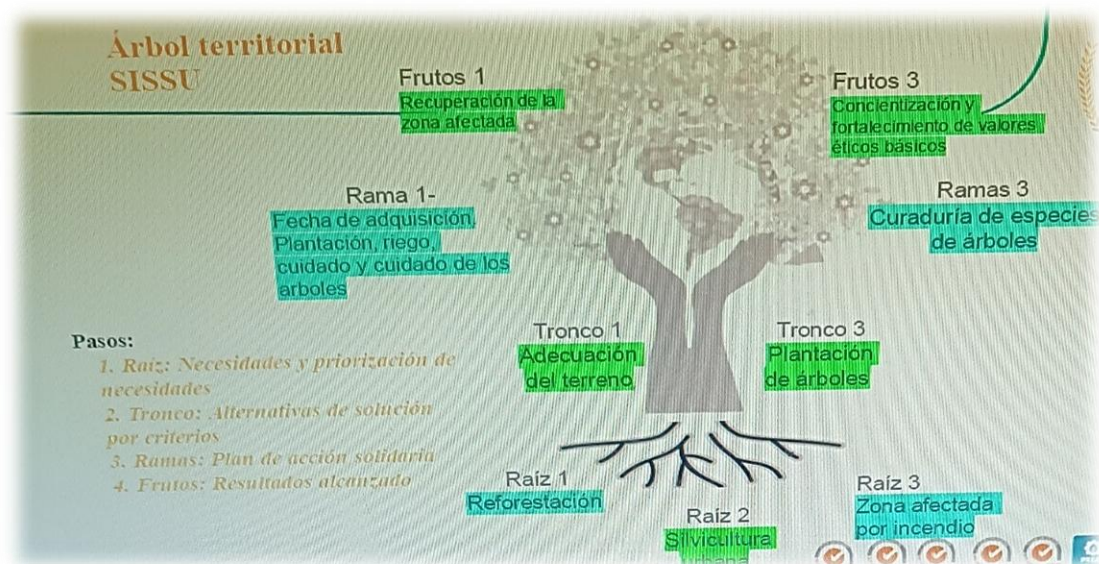 Árbol territorial
SISSU
Frutos 1
Recuperación de la
zona afectada
Frutos 3
Concientización y
fortalecimiento de valores
éticos básicos
Rama 1-
Fecha de adquisición,
Plantación, riego,
cuidado y cuidado de los
arboles
Ramas 3
Curaduría de especies
de árboles
Pasos:
1. Raíz: Necesidades y priorización de
necesidades
2. Tronco: Alternativas de solución
por criterios
3. Ramas: Plan de acción solidaria
4. Frutos: Resultados alcanzado
Tronco 1
Adecuación
del terreno
Tronco 3
Plantación
de árboles
Raíz 1
Reforestación
Raíz 2
Silvicultura
Raíz 3
Zona afectada
por incendio